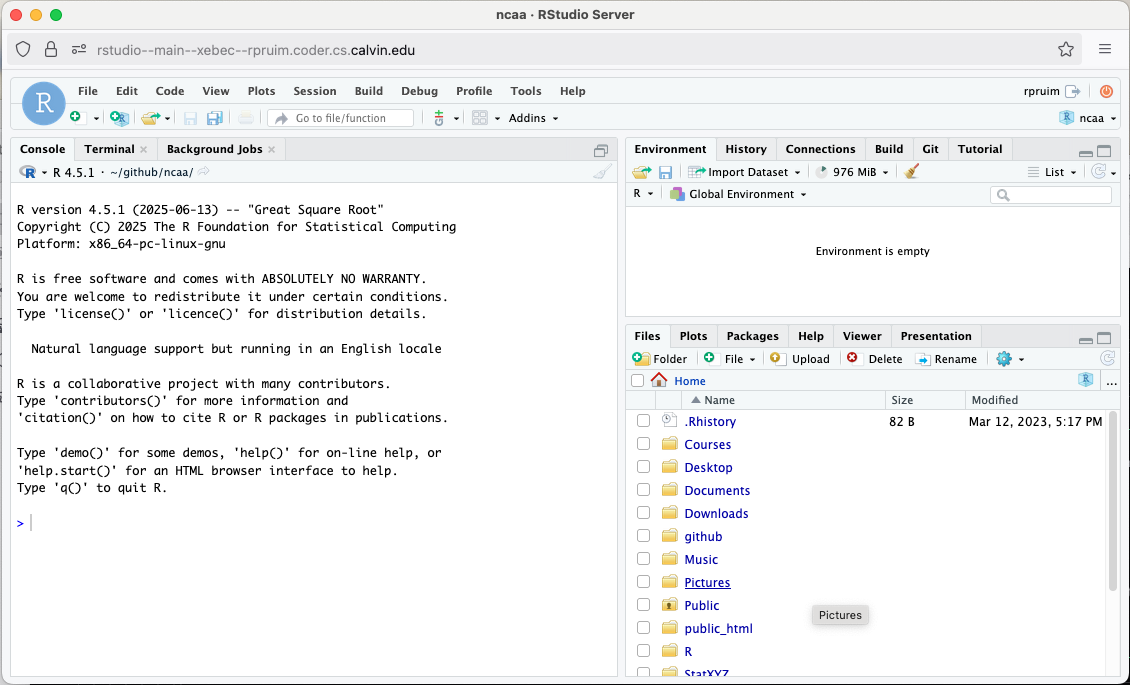 ncaa · RStudio Server
rstudio--main--xebec--rpruim.coder.cs.calvin.edu
R
File Edit Code View Plots Session Build Debug Profile Tools Help
rpruim
Go to file/function
Addins
R ncaa
Console Terminal Background Jobs
R R 4.5.1 · ~/github/ncaa/
R version 4.5.1 (2025-06-13) -- "Great Square Root"
Copyright (C) 2025 The R Foundation for Statistical Computing
Platform: x86_64-pc-linux-gnu
R is free software and comes with ABSOLUTELY NO WARRANTY.
You are welcome to redistribute it under certain conditions.
Type 'license()' or 'licence()' for distribution details.
Natural language support but running in an English locale
R is a collaborative project with many contributors.
Type 'contributors()' for more information and
'citation()' on how to cite R or R packages in publications.
Type 'demo()' for some demos, 'help()' for on-line help, or
'help.start()' for an HTML browser interface to help.
Type 'q()' to quit R.
>
Environment History Connections Build Git Tutorial
Import Dataset 976 MiB List
R Global Environment
Environment is empty
Files Plots Packages Help Viewer Presentation
Folder File Upload Delete Rename
Home R ...
Name Size Modified
.Rhistory 82 B Mar 12, 2023, 5:17 PM
Courses
Desktop
Documents
Downloads
github
Music
Pictures
Public
Pictures
public_html
R
StatXYZ